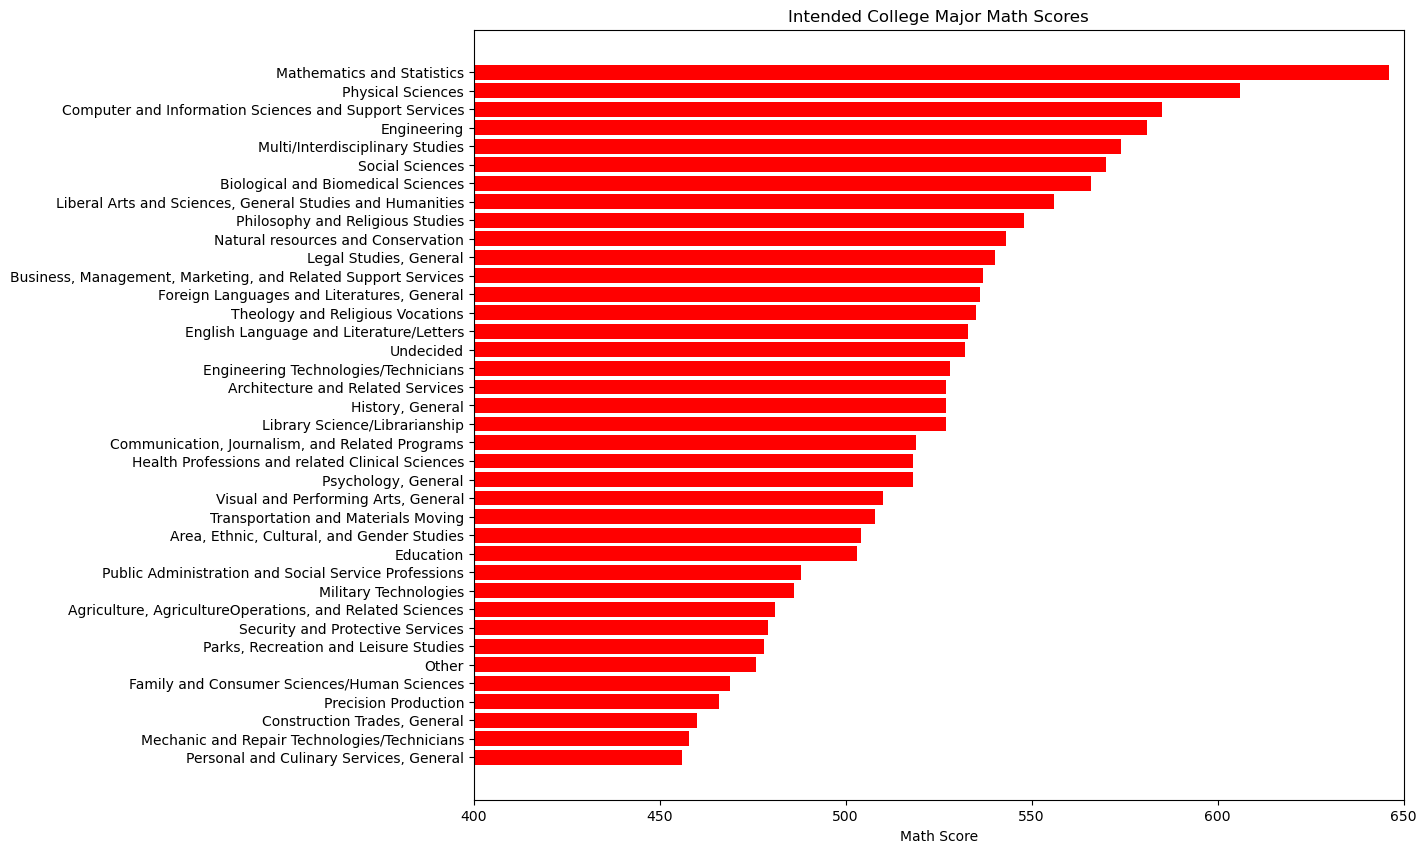 Intended College Major Math Scores
Mathematics and Statistics
Physical Sciences
Computer and Information Sciences and Support Services
Engineering
Multi/Interdisciplinary Studies
Social Sciences
Biological and Biomedical Sciences
Liberal Arts and Sciences, General Studies and Humanities
Philosophy and Religious Studies
Natural resources and Conservation
Legal Studies, General
Business, Management, Marketing, and Related Support Services
Foreign Languages and Literatures, General
Theology and Religious Vocations
English Language and Literature/Letters
Undecided
Engineering Technologies/Technicians
Architecture and Related Services
History, General
Library Science/Librarianship
Communication, Journalism, and Related Programs
Health Professions and related Clinical Sciences
Psychology, General
Visual and Performing Arts, General
Transportation and Materials Moving
Area, Ethnic, Cultural, and Gender Studies
Education
Public Administration and Social Service Professions
Military Technologies
Agriculture, AgricultureOperations, and Related Sciences
Security and Protective Services
Parks, Recreation and Leisure Studies
Other
Family and Consumer Sciences/Human Sciences
Precision Production
Construction Trades, General
Mechanic and Repair Technologies/Technicians
Personal and Culinary Services, General
400 450 500 550 600 650
Math Score